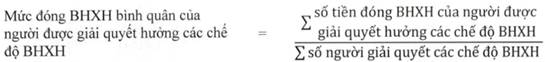 Mức đóng BHXH bình quân của
người được giải quyết hưởng các chế
độ BHXH
=
∑ số tiền đóng BHXH của người được
giải quyết hưởng các chế độ BHXH
∑ số người giải quyết các chế độ BHXH